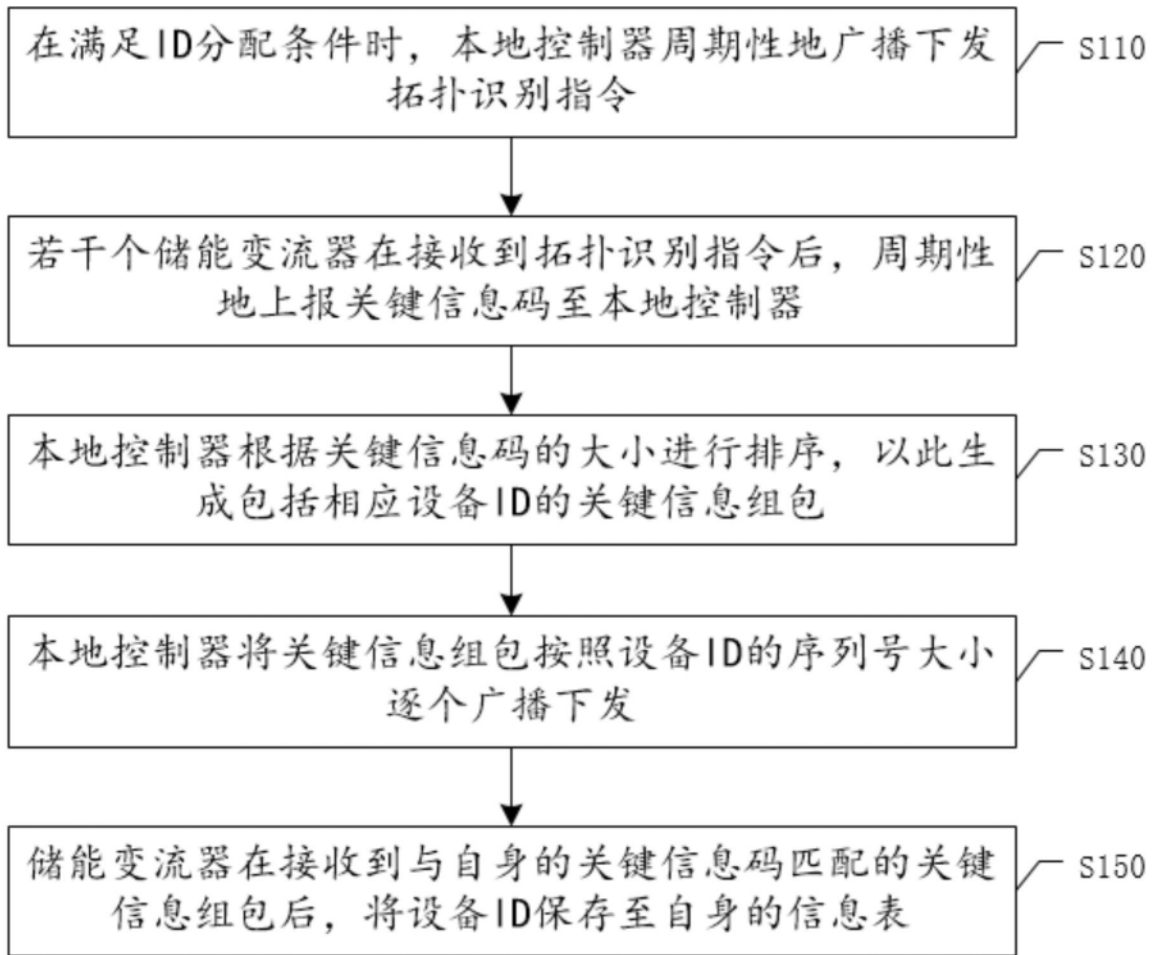 在满足ID分配条件时，本地控制器周期性地广播下发
拓扑识别指令
S110
若干个储能变流器在接收到拓扑识别指令后，周期性
地上报关键信息码至本地控制器
S120
本地控制器根据关键信息码的大小进行排序，以此生
成包括相应设备ID的关键信息组包
S130
本地控制器将关键信息组包按照设备ID的序列号大小
逐个广播下发
S140
储能变流器在接收到与自身的关键信息码匹配的关键
信息组包后，将设备ID保存至自身的信息表
S150